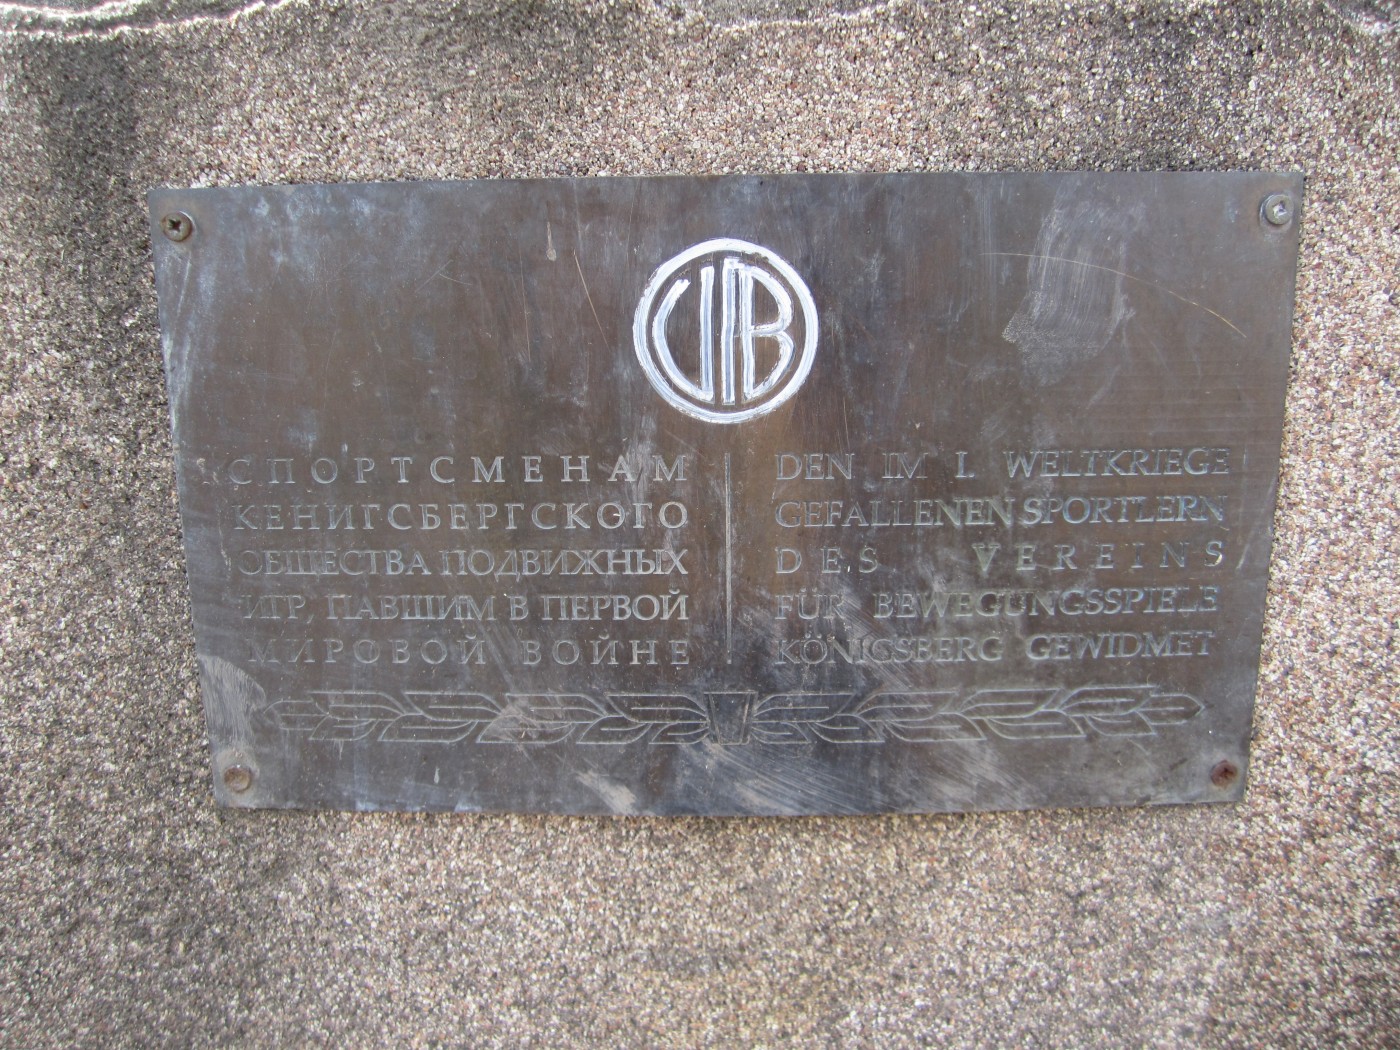 VfB
СПОРТСМЕНАМ
КЕНИГСБЕРГСКОГО
ОБЩЕСТВА ПОДВИЖНЫХ
ИГР, ПАВШИМ В ПЕРВОЙ
МИРОВОЙ ВОЙНЕ
DEN IM I. WELTKRIEGE
GEFALLENEN SPORTLERN
DES VEREINS
FÜR BEWEGUNGSSPIELE
KÖNIGSBERG GEWIDMET